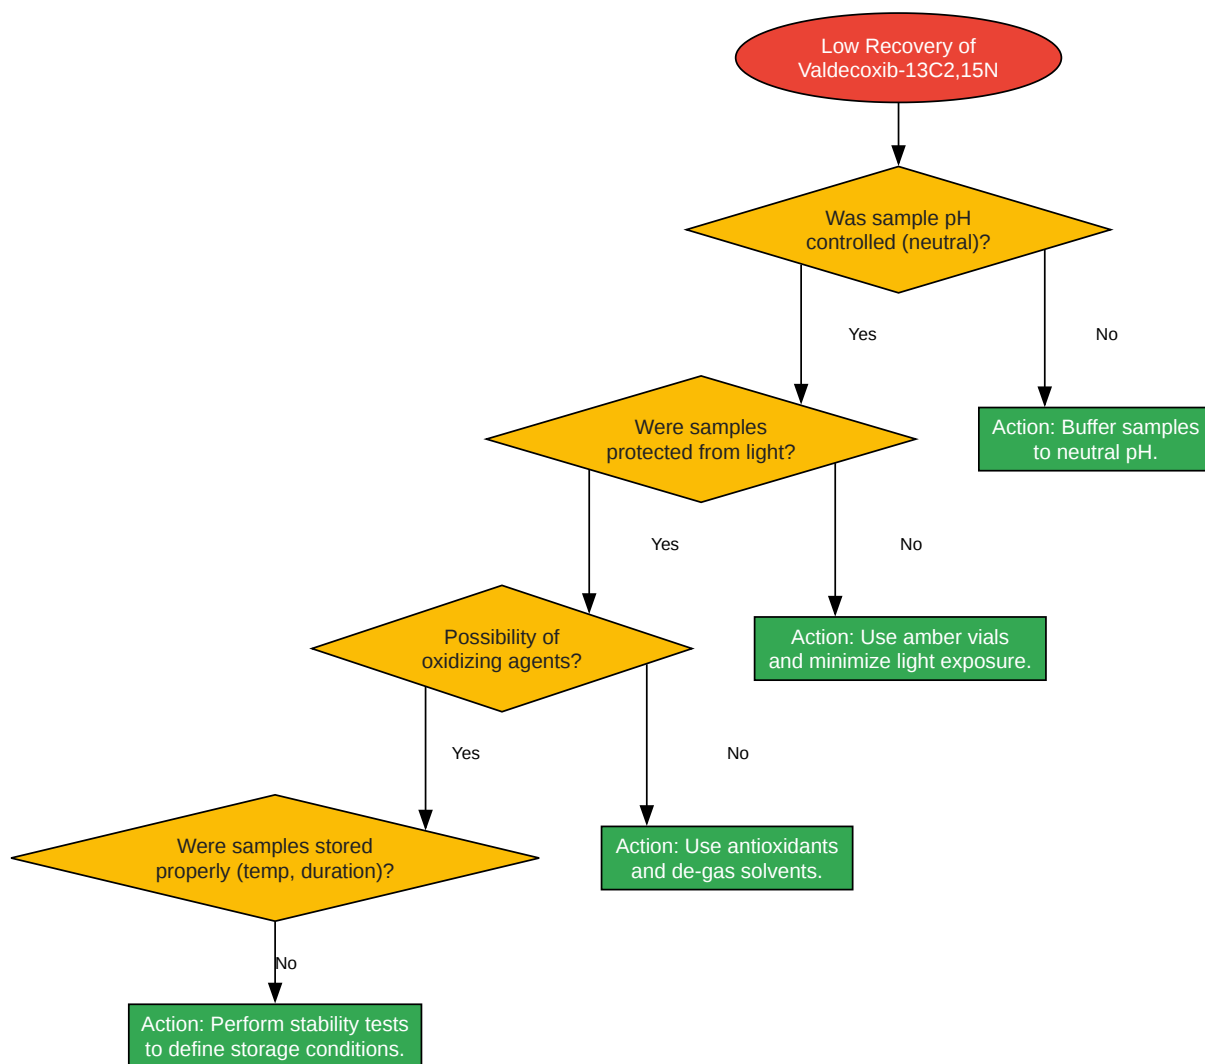 Low Recovery of
Valdecoxib-13C2,15N
Was sample pH
controlled (neutral)?
Yes
No
Were samples
protected from light?
Action: Buffer samples
to neutral pH.
Yes
No
Possibility of
oxidizing agents?
Action: Use amber vials
and minimize light exposure.
Yes
No
Were samples stored
properly (temp, duration)?
Action: Use antioxidants
and de-gas solvents.
No
Action: Perform stability tests
to define storage conditions.